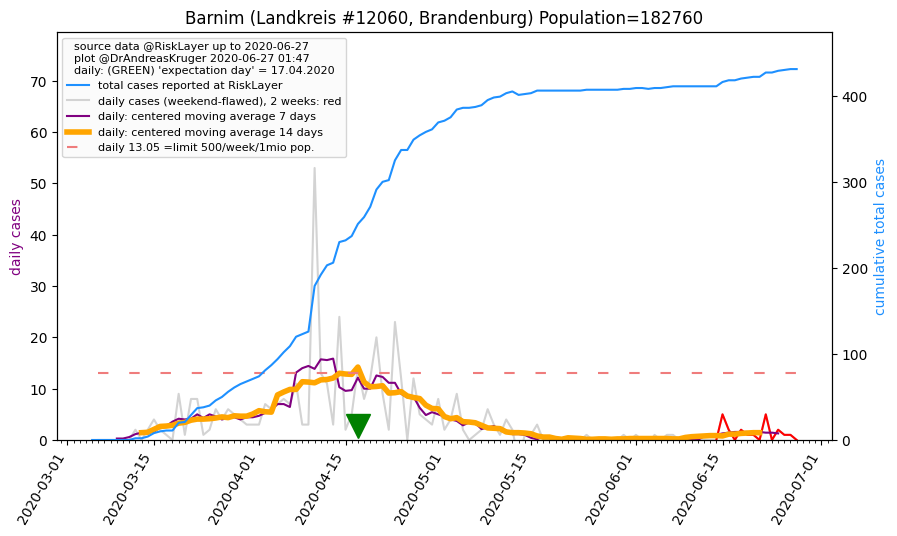 Barnim (Landkreis #12060, Brandenburg) Population=182760
source data @RiskLayer up to 2020-06-27
plot @DrAndreasKruger 2020-06-27 01:47
daily: (GREEN) 'expectation day' = 17.04.2020
total cases reported at RiskLayer
daily cases (weekend-flawed), 2 weeks: red
daily: centered moving average 7 days
daily: centered moving average 14 days
daily 13.05 =limit 500/week/1mio pop.
daily cases
70
60
50
40
30
20
10
0
400
300
200
100
0
cumulative total cases
2020-03-01
2020-03-15
2020-04-01
2020-04-15
2020-05-01
2020-05-15
2020-06-01
2020-06-15
2020-07-01